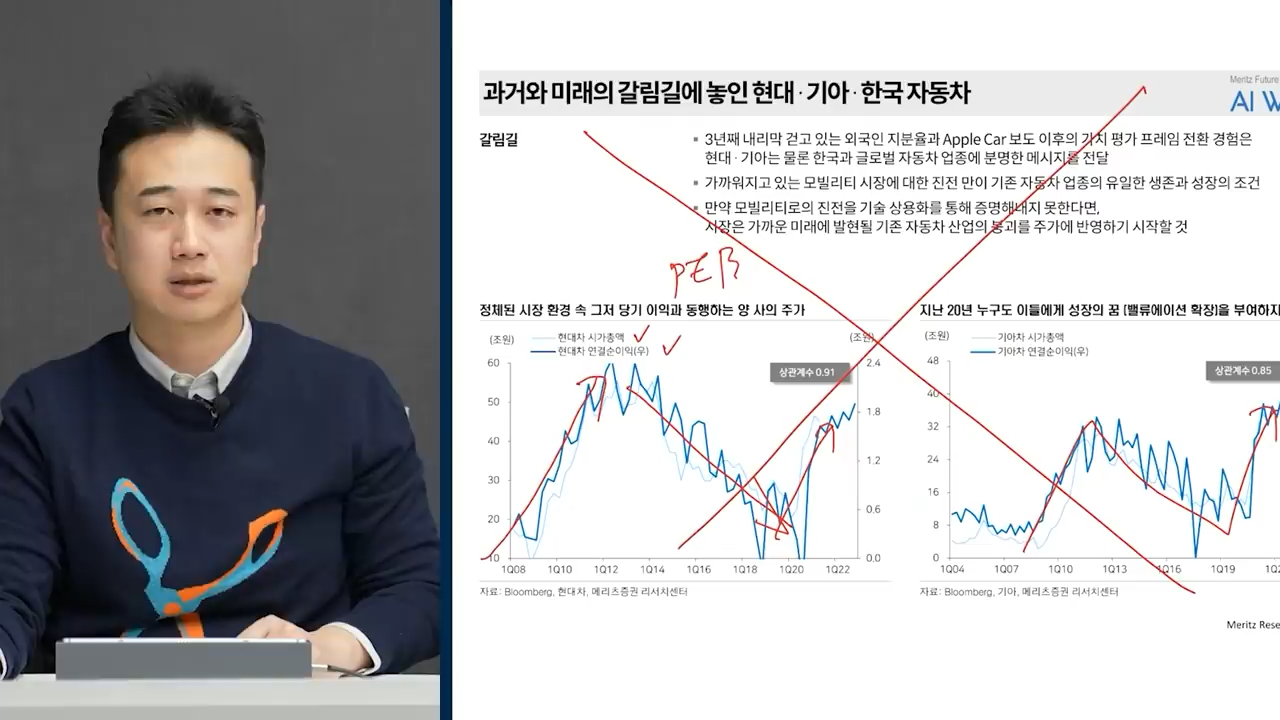 과거와 미래의 갈림길에 놓인 현대 · 기아 · 한국 자동차
Meritz Future
AI W
갈림길
▪ 3년째 내리막 걷고 있는 외국인 지분율과 Apple Car 보도 이후의 가치 평가 프레임 전환 경험은
현대 · 기아는 물론 한국과 글로벌 자동차 업종에 분명한 메시지를 전달
▪ 가까워지고 있는 모빌리티 시장에 대한 진전 만이 기존 자동차 업종의 유일한 생존과 성장의 조건
▪ 만약 모빌리티로의 진전을 기술 상용화를 통해 증명해내지 못한다면,
시장은 가까운 미래에 발현될 기존 자동차 산업의 붕괴를 주가에 반영하기 시작할 것
PER
정체된 시장 환경 속 그저 당기 이익과 동행하는 양 사의 주가
(조원)
현대차 시가총액
현대차 연결순이익(우)
(조원)
상관계수 0.91
60
50
40
30
20
10
2.4
1.8
1.2
0.6
0.0
1Q08 1Q10 1Q12 1Q14 1Q16 1Q18 1Q20 1Q22
자료: Bloomberg, 현대차, 메리츠증권 리서치센터
지난 20년 누구도 이들에게 성장의 꿈 (밸류에이션 확장)을 부여하지
(조원)
기아차 시가총액
기아차 연결순이익(우)
상관계수 0.85
48
40
32
24
16
8
0
1Q04 1Q07 1Q10 1Q13 1Q16 1Q19 1Q2
자료: Bloomberg, 기아, 메리츠증권 리서치센터
Meritz Rese